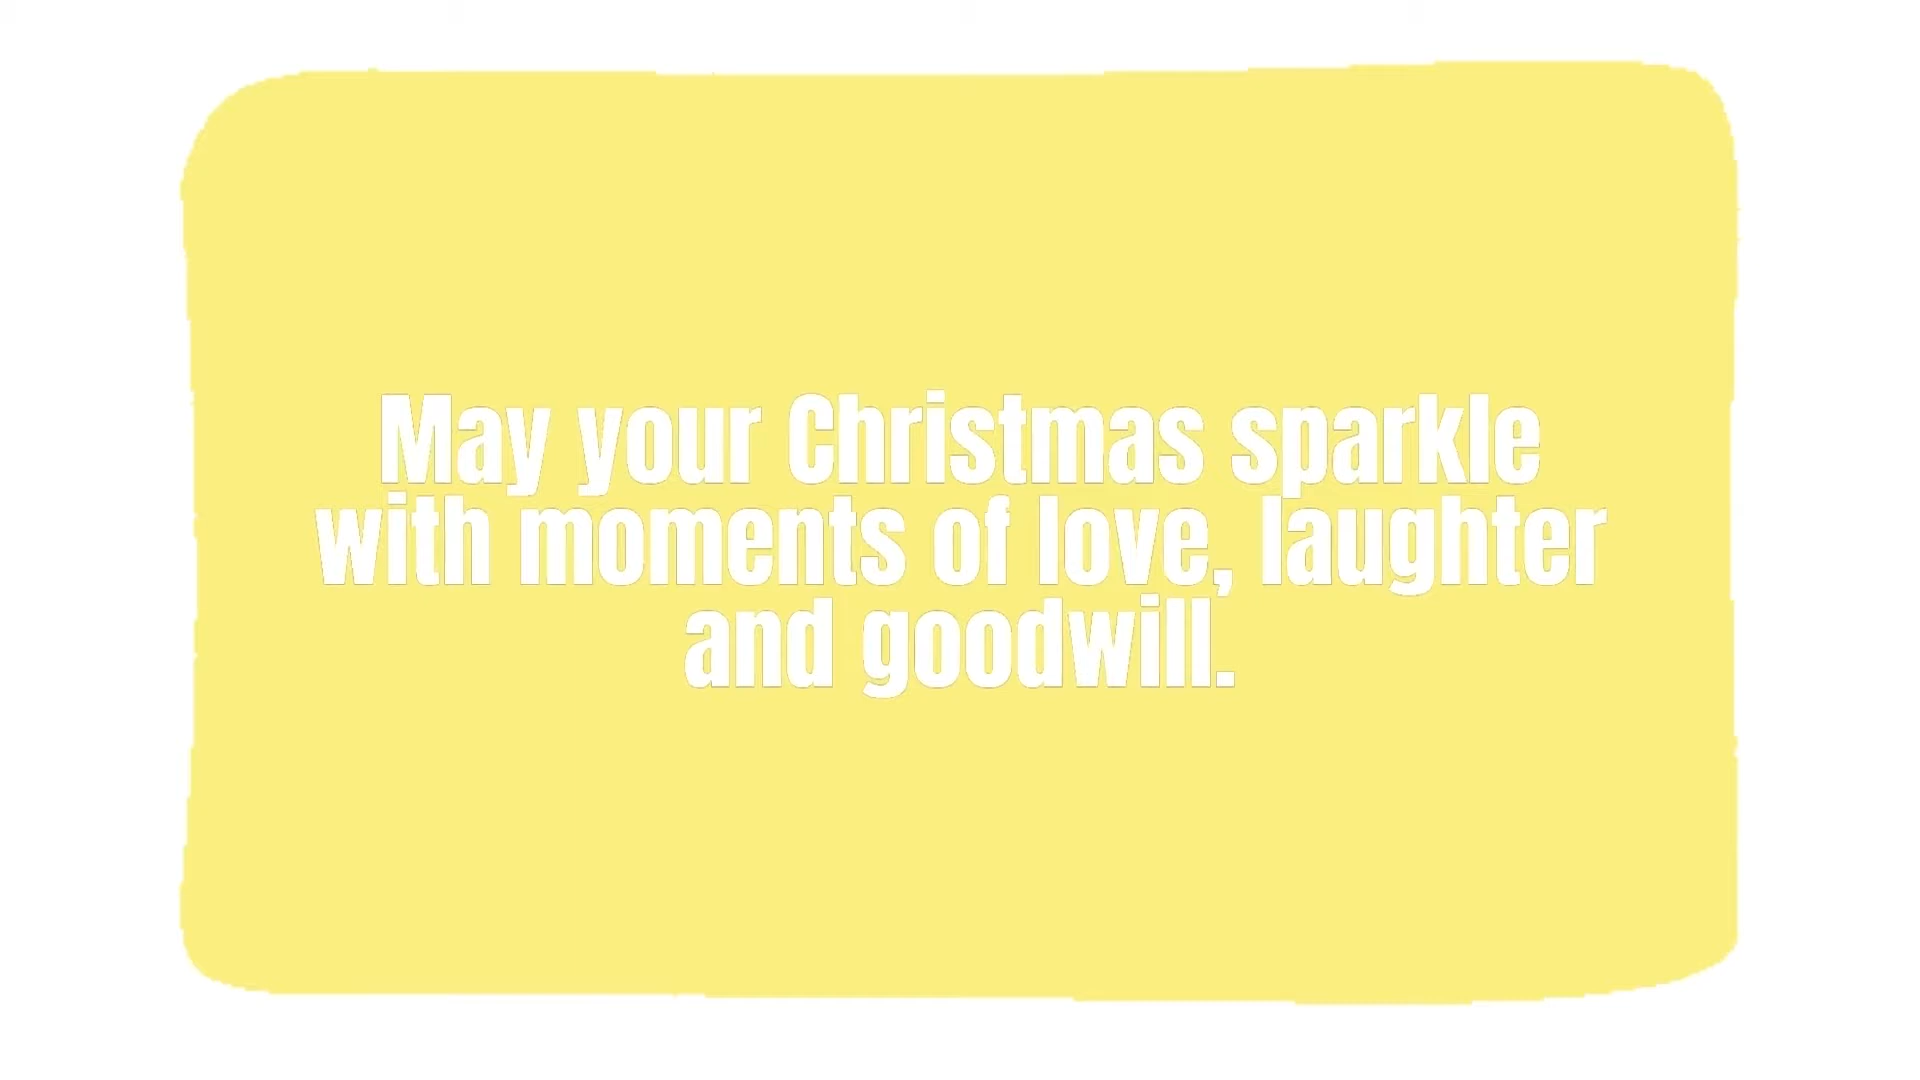 May your Christmas sparkle
with moments of love, laughter
and goodwill.